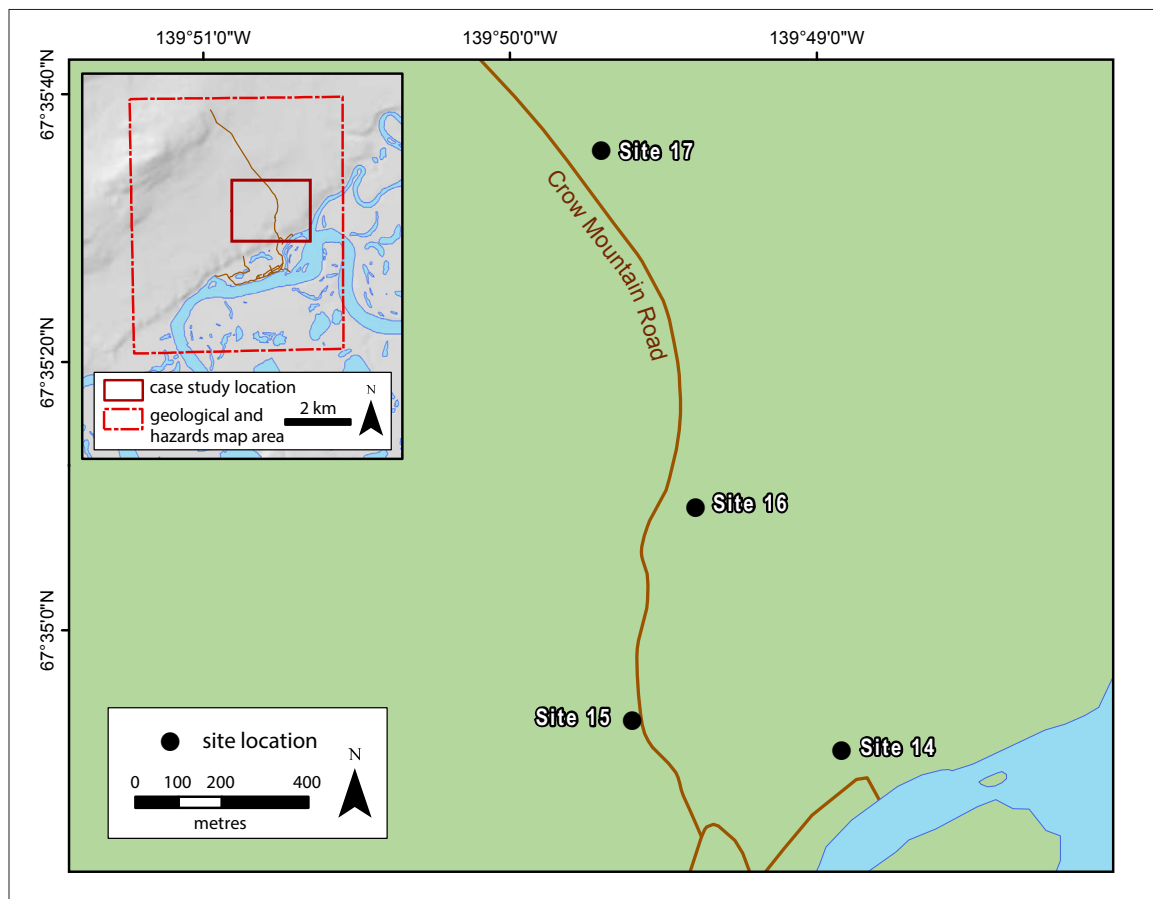 139°51'0"W
139°50'0"W
139°49'0"W
67°35'40"N
67°35'20"N
67°35'0"N
Site 17
Crow Mountain Road
Site 16
Site 15
Site 14
case study location
geological and
hazards map area
N
2 km
site location
N
0 100 200 400
metres